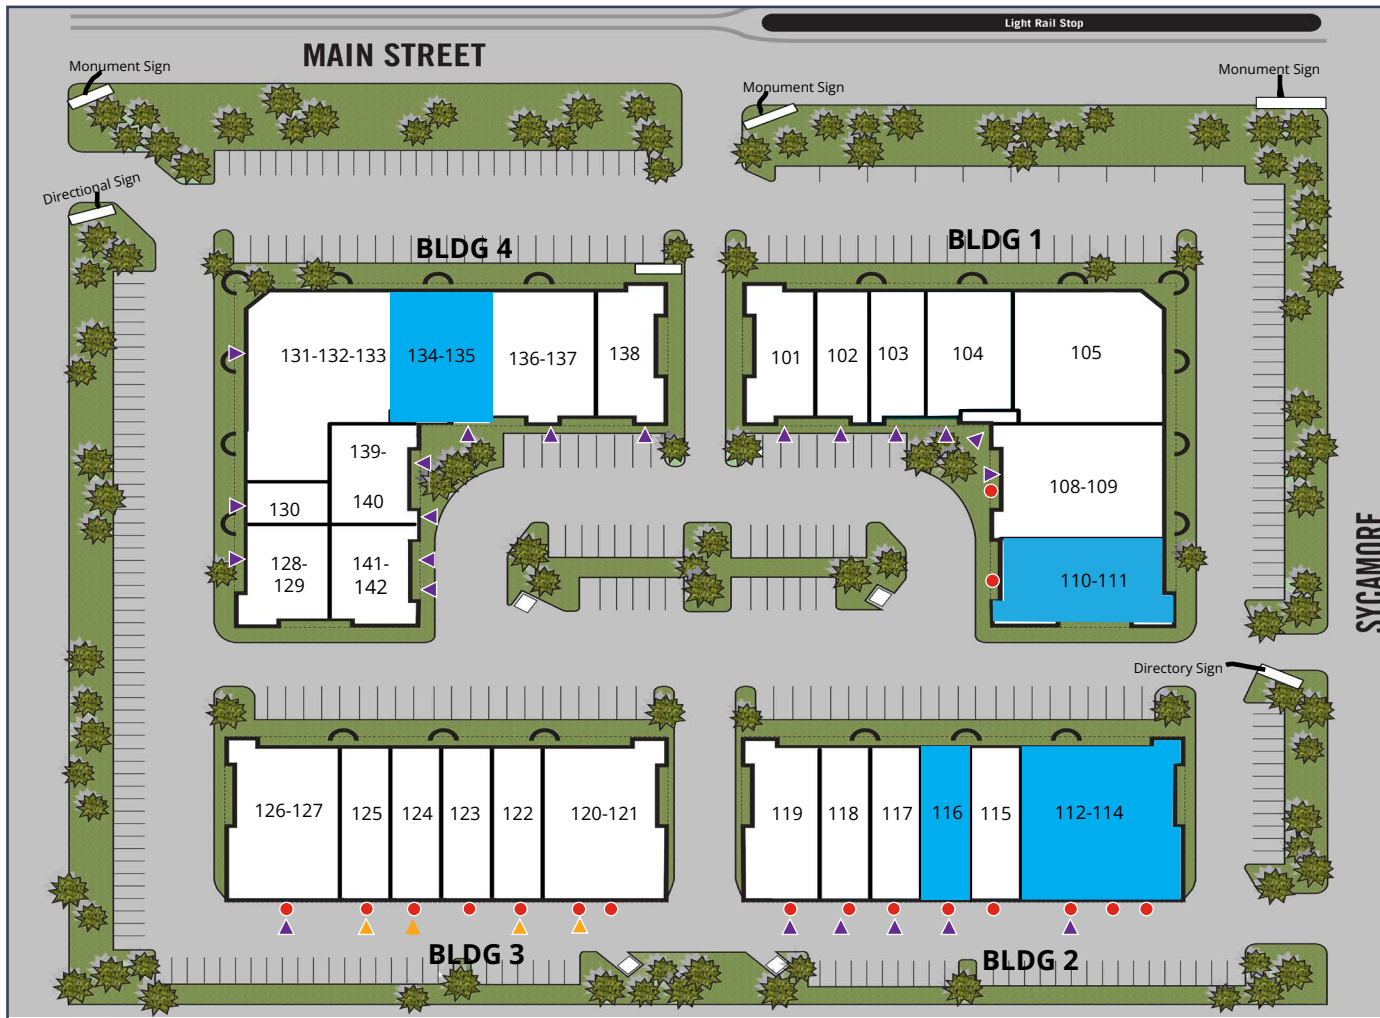 Light Rail Stop
MAIN STREET
Monument Sign
Monument Sign
Monument Sign
Directional Sign
BLDG 4
BLDG 1
131-132-133
134-135
136-137
138
101
102
103
104
105
139-
140
130
128-
129
141-
142
108-109
110-111
SYCAMORE
Directory Sign
126-127
125
124
123
122
120-121
119
118
117
116
115
112-114
BLDG 3
BLDG 2